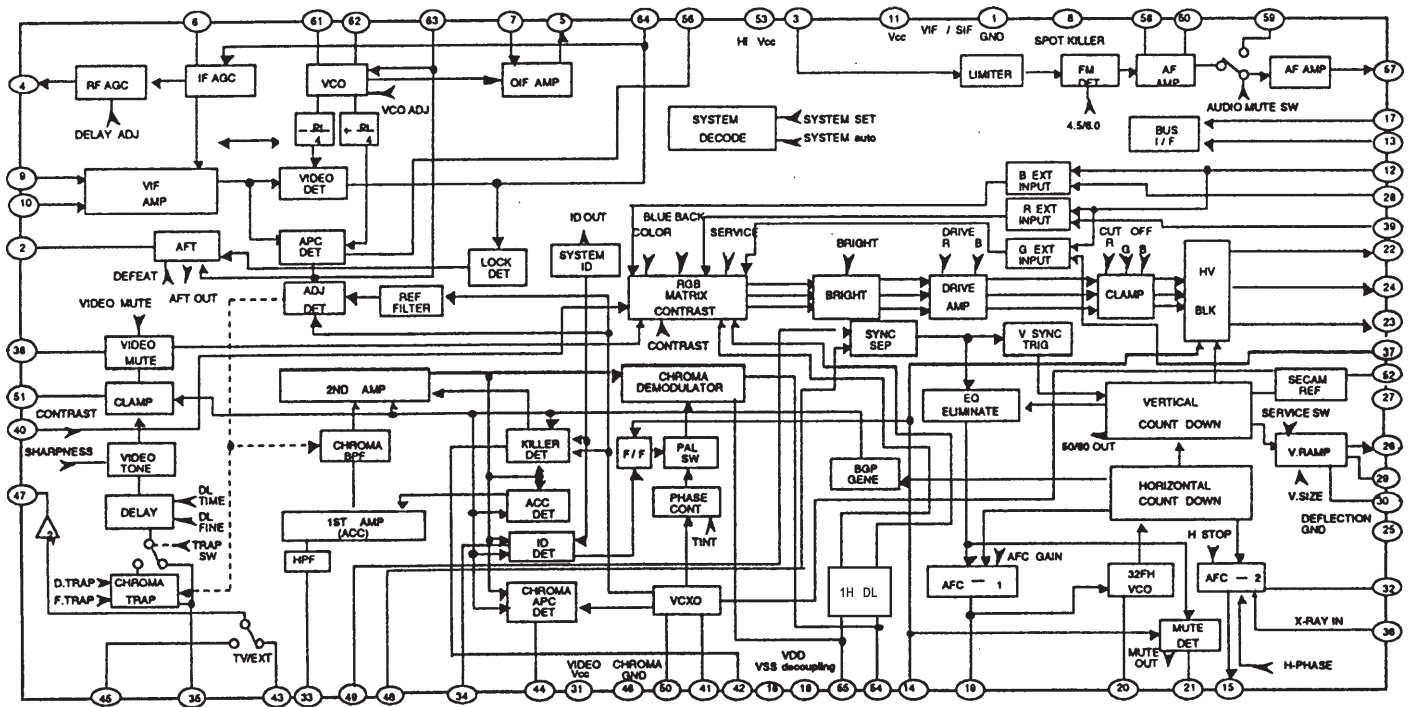 6
61
62
63
7
5
64
56
53
3
11
1
8
58
60
59
HI Vcc
Vcc
VIF / SIF
GND
SPOT KILLER
4
RF AGC
IF AGC
VCO
QIF AMP
LIMITER
FM
DET
AF
AMP
AF AMP
57
DELAY ADJ
VCO ADJ
AUDIO MUTE SW
4.5/6.0
SYSTEM
DECODE
SYSTEM SET
SYSTEM auto
BUS
I/F
17
13
9
10
VIF
AMP
VIDEO
DET
B EXT
INPUT
12
28
R EXT
INPUT
39
G EXT
INPUT
22
2
AFT
APC
DET
LOCK
DET
ID OUT
SYSTEM
ID
BLUE BACK
COLOR
SERVICE
BRIGHT
DRIVE
R B
CUT OFF
R G B
DEFEAT
AFT OUT
ADJ
DET
REF
FILTER
RGB
MATRIX
CONTRAST
BRIGHT
DRIVE
AMP
CLAMP
HV
BLK
24
23
VIDEO MUTE
38
VIDEO
MUTE
CONTRAST
SYNC
SEP
V SYNC
TRIG
37
51
CLAMP
2ND AMP
CHROMA
DEMODULATOR
EQ
ELIMINATE
VERTICAL
COUNT DOWN
SECAM
REF
52
27
CONTRAST
40
SHARPNESS
VIDEO
TONE
CHROMA
BPF
KILLER
DET
F/F
PAL
SW
BGP
GENE
50/60 OUT
SERVICE SW
V.RAMP
26
29
47
2
DELAY
DL
TIME
DL
FINE
1ST AMP
(ACC)
ACC
DET
PHASE
CONT
TINT
HORIZONTAL
COUNT DOWN
V.SIZE
30
DEFLECTION
GND
25
TRAP
SW
HPF
ID
DET
AFC GAIN
H STOP
D.TRAP
F.TRAP
CHROMA
TRAP
CHROMA
APC
DET
VCXO
1H DL
AFC - 1
32FH
VCO
AFC - 2
32
X-RAY IN
36
TV/EXT
MUTE
DET
MUTE
OUT
H-PHASE
VIDEO
Vcc
CHROMA
GND
VDD
VSS decoupling
45
35
43
33
49
48
34
44
31
46
50
41
42
16
18
55
54
14
19
20
21
15